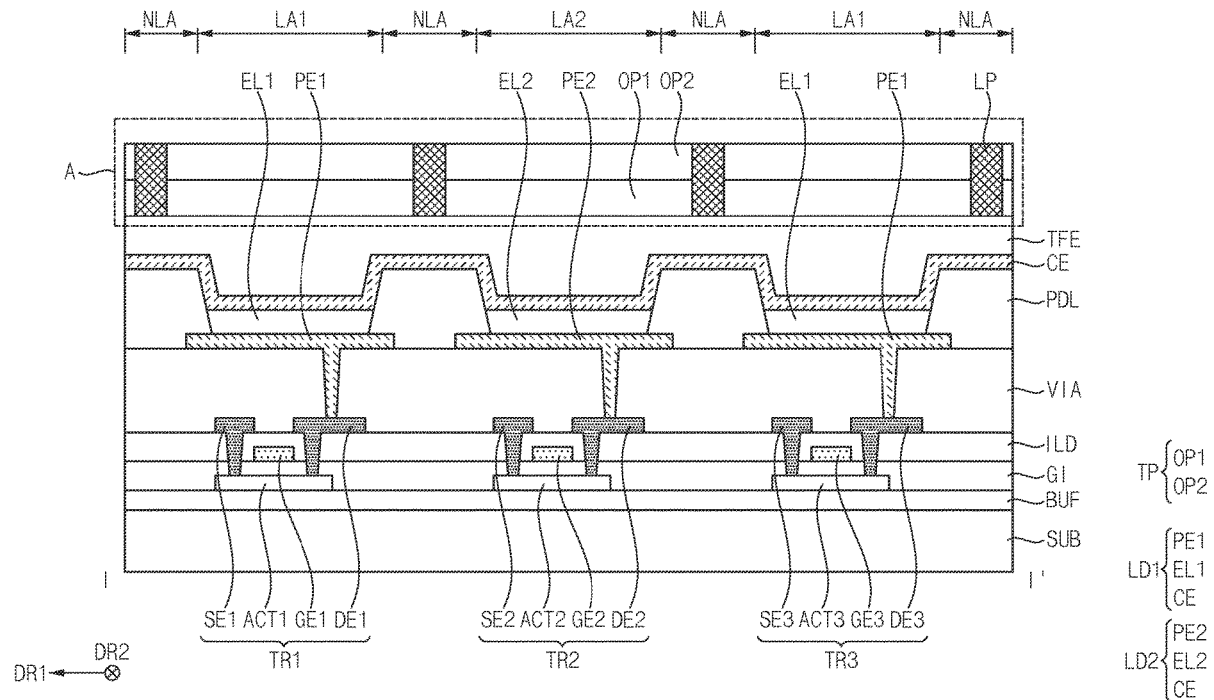 NLA LA1 NLA LA2 NLA LA1 NLA
EL1 PE1 EL2 PE2 OP1 OP2 EL1 PE1 LP
A
TFE
CE
PDL
VIA
ILD
GI
BUF
SUB
I I'
SE1 ACT1 GE1 DE1 SE2 ACT2 GE2 DE2 SE3 ACT3 GE3 DE3
TR1 TR2 TR3
DR2
DR1
TP { OP1
OP2
LD1 { PE1
EL1
CE
LD2 { PE2
EL2
CE